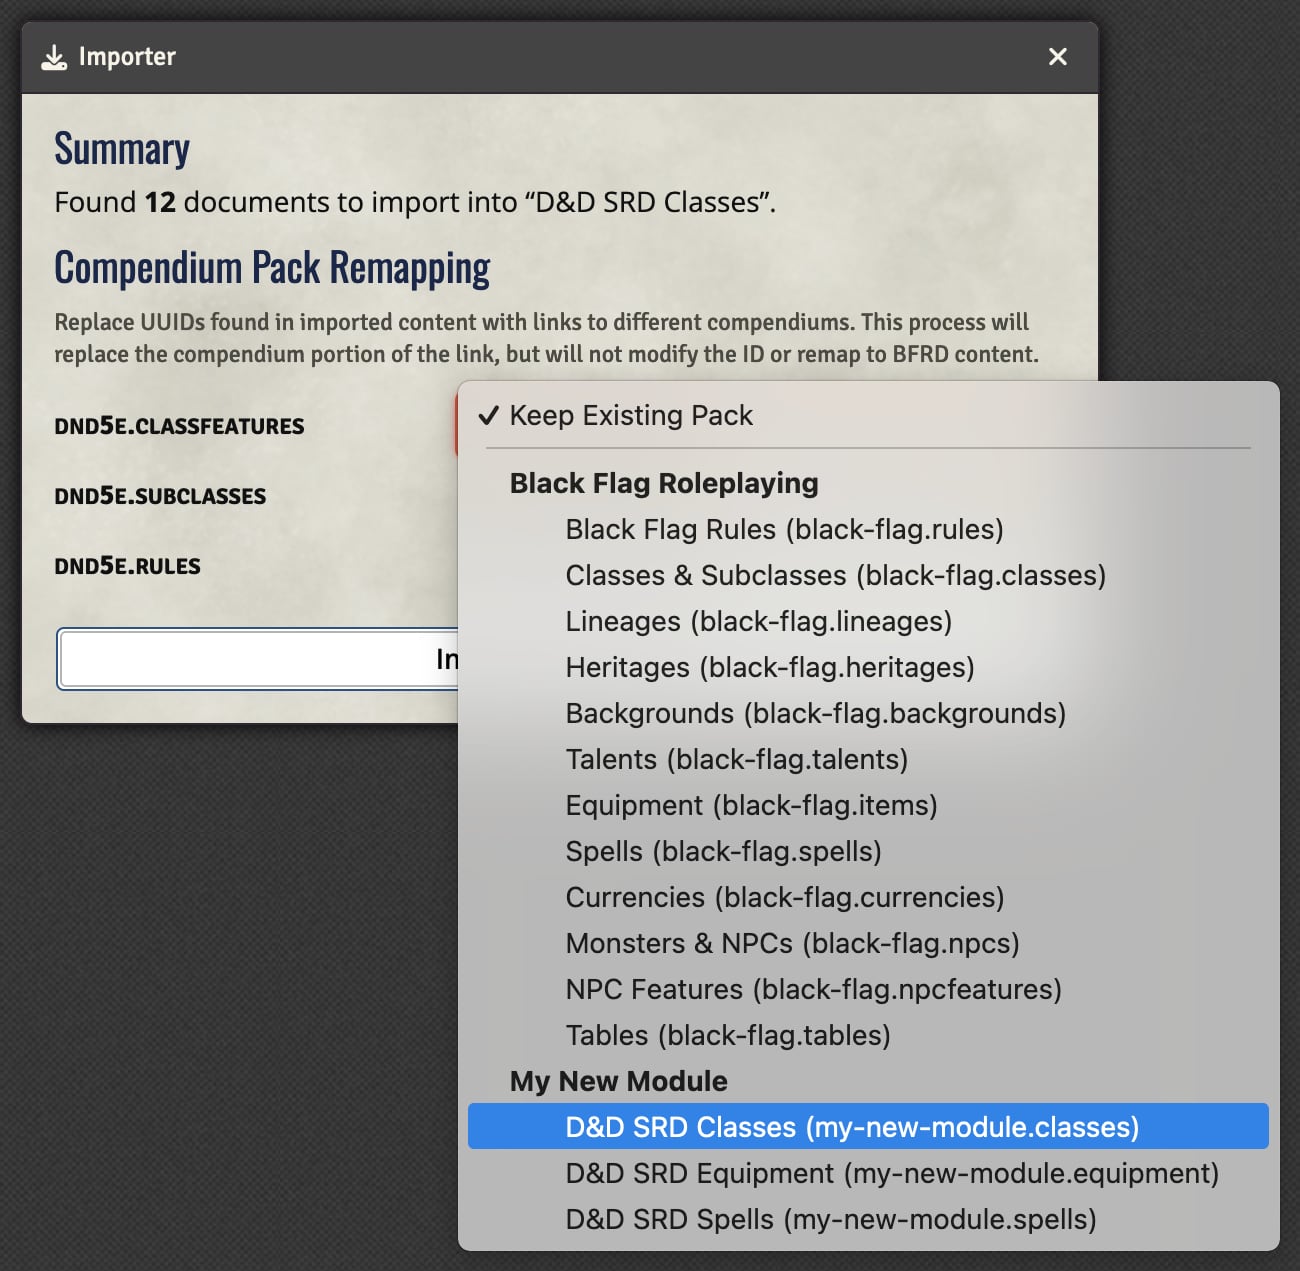 Importer
Summary
Found 12 documents to import into “D&D SRD Classes”.
Compendium Pack Remapping
Replace UUIDs found in imported content with links to different compendiums. This process will
replace the compendium portion of the link, but will not modify the ID or remap to BFRD content.
DND5E.CLASSFEATURES
DND5E.SUBCLASSES
DND5E.RULES
✓ Keep Existing Pack
Black Flag Roleplaying
Black Flag Rules (black-flag.rules)
Classes & Subclasses (black-flag.classes)
Lineages (black-flag.lineages)
Heritages (black-flag.heritages)
Backgrounds (black-flag.backgrounds)
Talents (black-flag.talents)
Equipment (black-flag.items)
Spells (black-flag.spells)
Currencies (black-flag.currencies)
Monsters & NPCs (black-flag.npcs)
NPC Features (black-flag.npcfeatures)
Tables (black-flag.tables)
My New Module
D&D SRD Classes (my-new-module.classes)
D&D SRD Equipment (my-new-module.equipment)
D&D SRD Spells (my-new-module.spells)